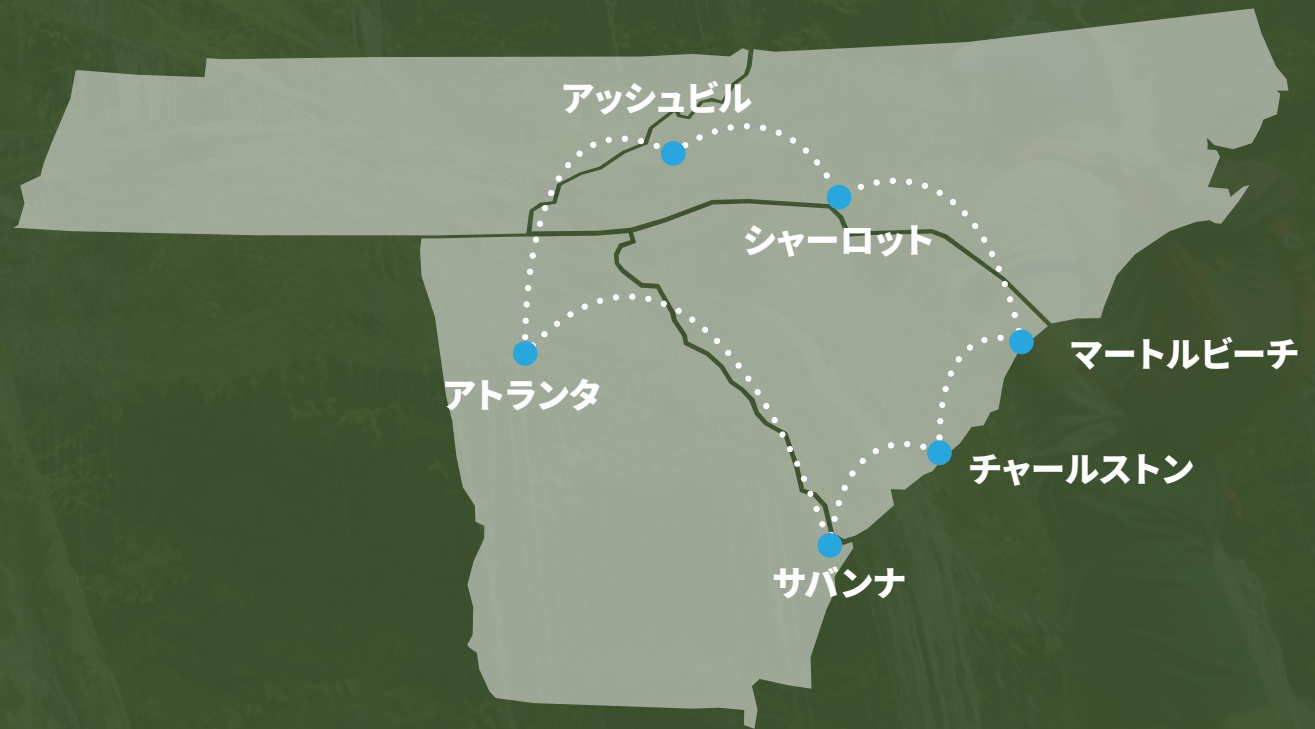 アッシュビル
シャーロット
マートルビーチ
アトランタ
チャールストン
サバンナ